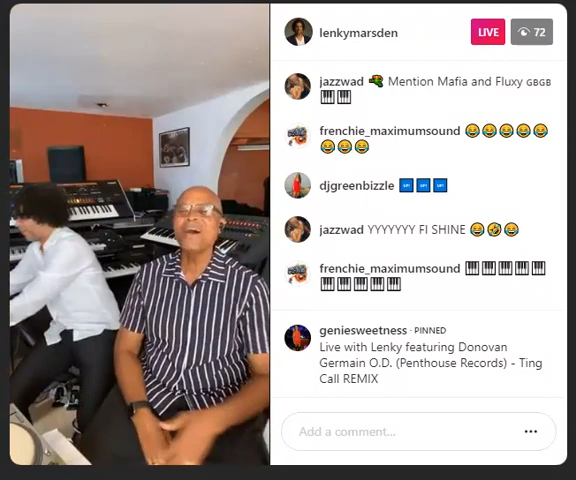 lenkymarsden
LIVE
72
jazzwad 🔫 Mention Mafia and Fluxy GBGB
🎹🎹
frenchie_maximumsound 😂😂😂😂😂
😂😂😂
djgreenbizzle 🆙🆙🆙
jazzwad YYYYYYY FI SHINE 😂🤣😂
frenchie_maximumsound 🎹🎹🎹🎹🎹
🎹🎹🎹🎹🎹🎹
geniesweetness · PINNED
Live with Lenky featuring Donovan
Germain O.D. (Penthouse Records) - Ting
Call REMIX
Add a comment...